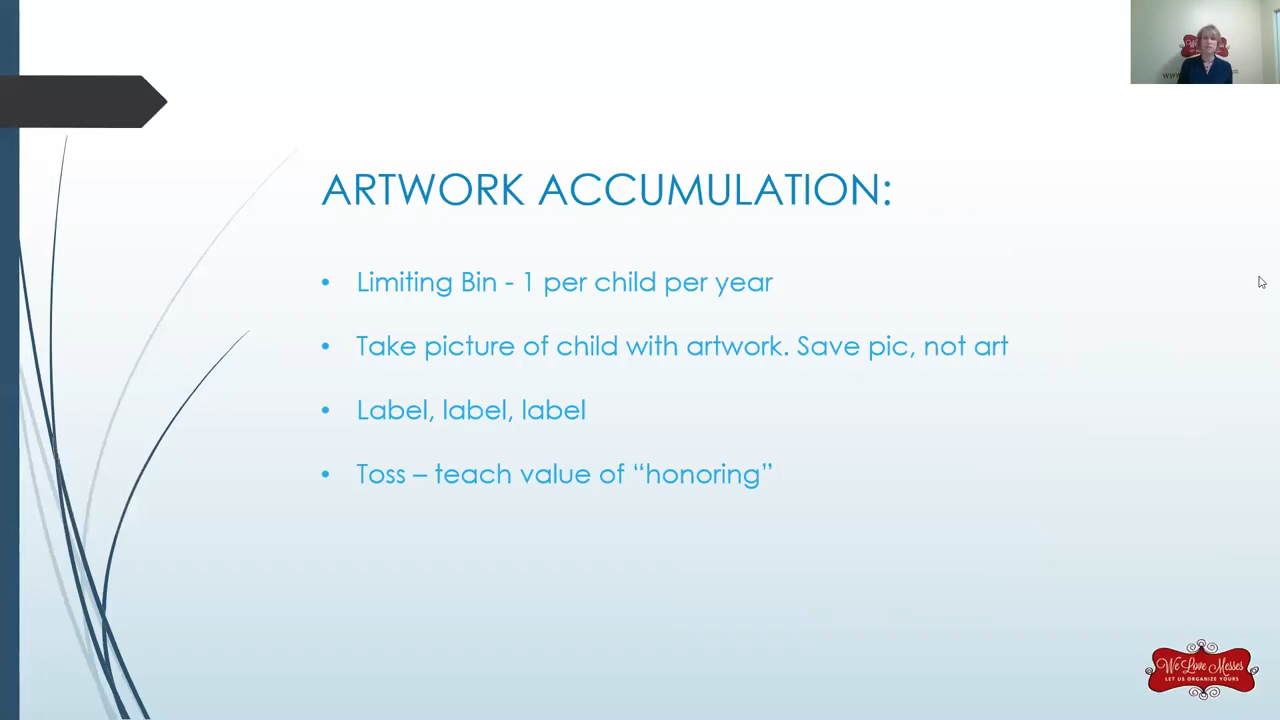 ARTWORK ACCUMULATION:
• Limiting Bin - 1 per child per year
• Take picture of child with artwork. Save pic, not art
• Label, label, label
• Toss – teach value of “honoring”
We Love Messes
LET US ORGANIZE YOURS